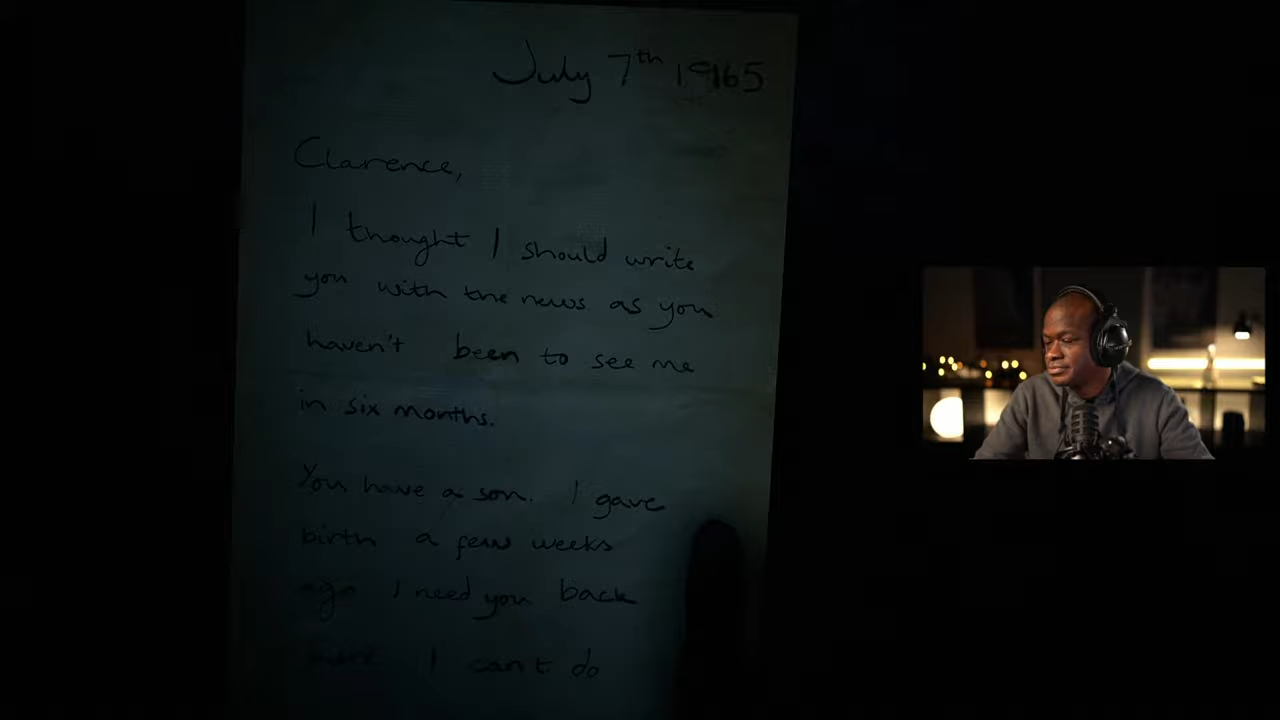 July 7th 1965
Clarence,
I thought I should write
you with the news as you
haven't been to see me
in six months.
You have a son. I gave
birth a few weeks
ago I need you back
here I can't do